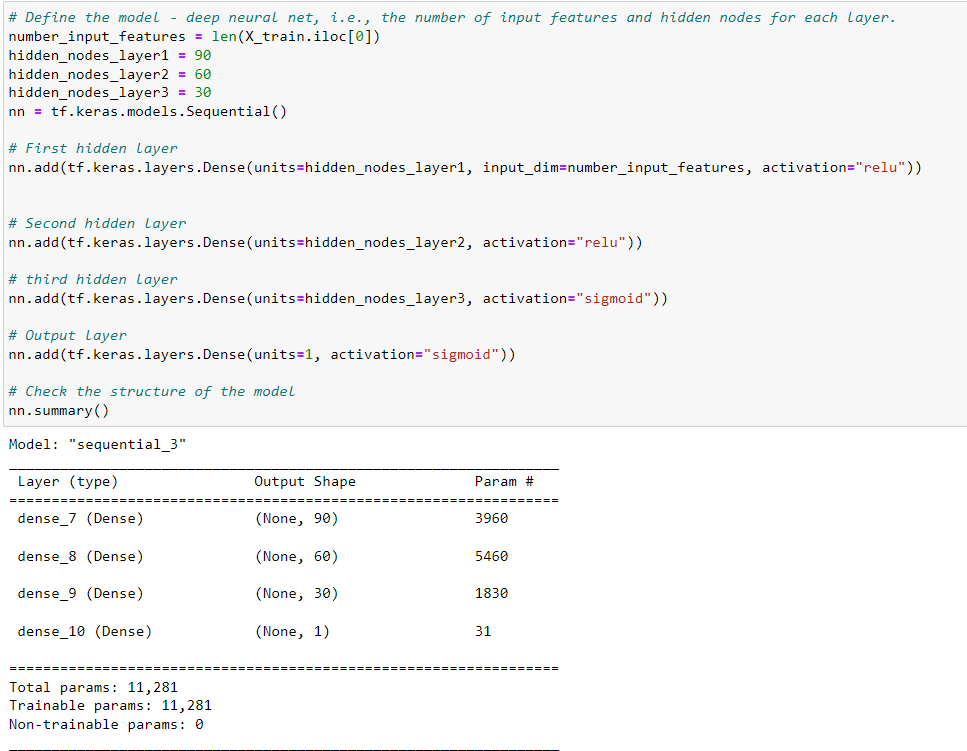 # Define the model - deep neural net, i.e., the number of input features and hidden nodes for each layer.
number_input_features = len(X_train.iloc[0])
hidden_nodes_layer1 = 90
hidden_nodes_layer2 = 60
hidden_nodes_layer3 = 30
nn = tf.keras.models.Sequential()
# First hidden layer
nn.add(tf.keras.layers.Dense(units=hidden_nodes_layer1, input_dim=number_input_features, activation="relu"))
# Second hidden layer
nn.add(tf.keras.layers.Dense(units=hidden_nodes_layer2, activation="relu"))
# third hidden layer
nn.add(tf.keras.layers.Dense(units=hidden_nodes_layer3, activation="sigmoid"))
# Output layer
nn.add(tf.keras.layers.Dense(units=1, activation="sigmoid"))
# Check the structure of the model
nn.summary()
Model: "sequential_3"
_________________________________________________________________
Layer (type) Output Shape Param #
=================================================================
dense_7 (Dense) (None, 90) 3960
dense_8 (Dense) (None, 60) 5460
dense_9 (Dense) (None, 30) 1830
dense_10 (Dense) (None, 1) 31
=================================================================
Total params: 11,281
Trainable params: 11,281
Non-trainable params: 0
_________________________________________________________________